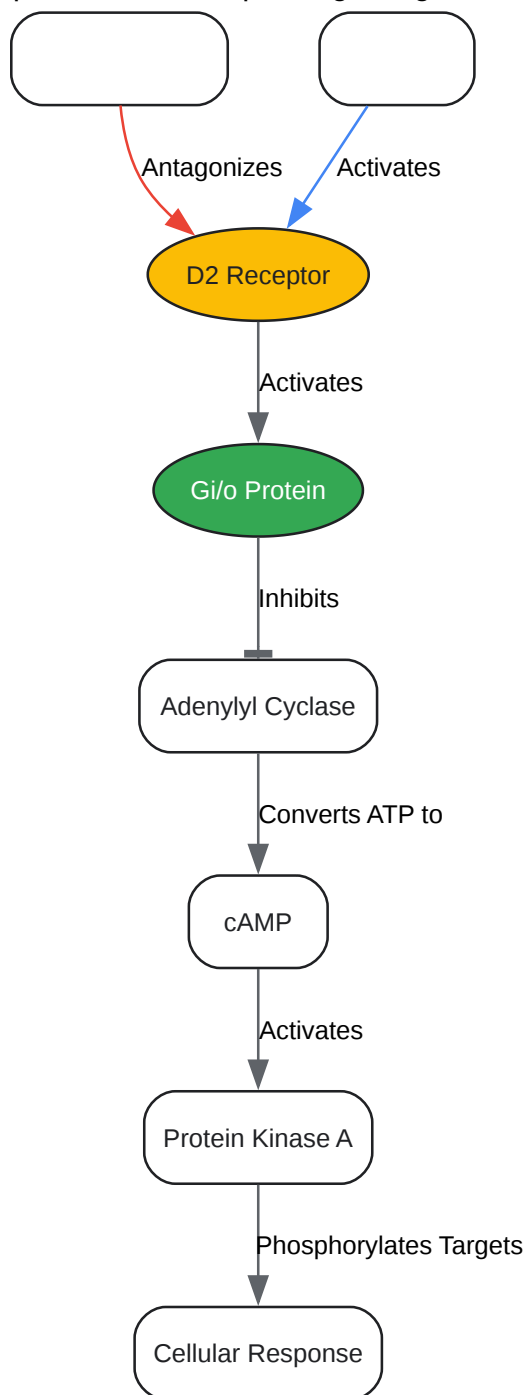 Antagonizes
Activates
D2 Receptor
Activates
Gi/o Protein
Inhibits
Adenylyl Cyclase
Converts ATP to
cAMP
Activates
Protein Kinase A
Phosphorylates Targets
Cellular Response